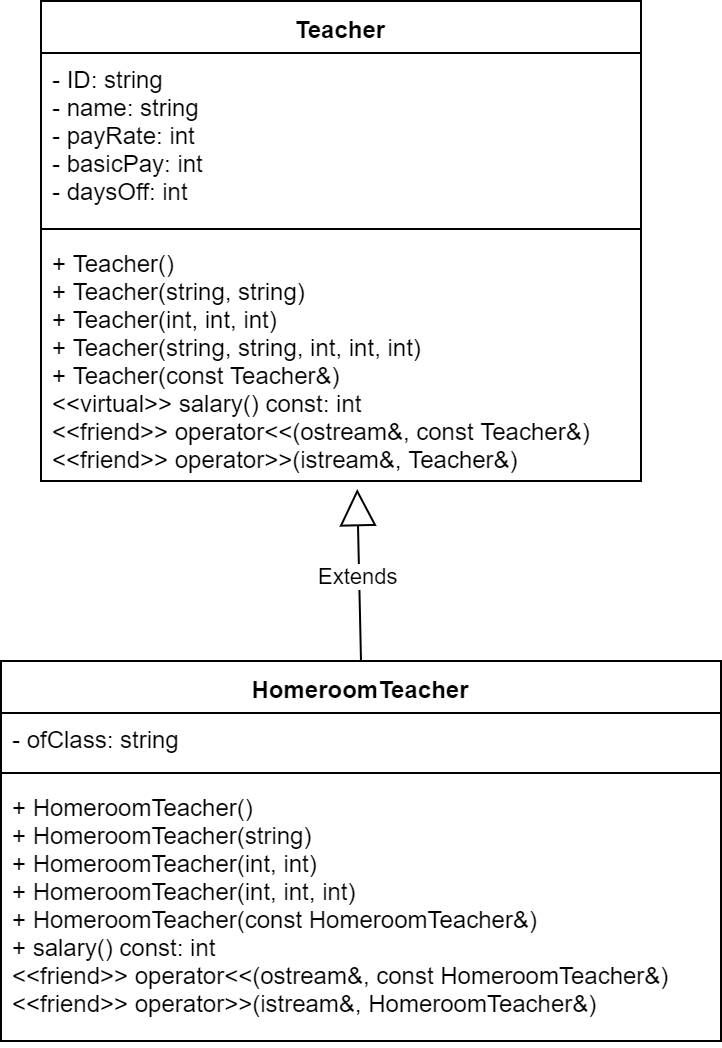 Teacher
- ID: string
- name: string
- payRate: int
- basicPay: int
- daysOff: int
+ Teacher()
+ Teacher(string, string)
+ Teacher(int, int, int)
+ Teacher(string, string, int, int, int)
+ Teacher(const Teacher&)
<<virtual>> salary() const: int
<<friend>> operator<<(ostream&, const Teacher&)
<<friend>> operator>>(istream&, Teacher&)
Extends
HomeroomTeacher
- ofClass: string
+ HomeroomTeacher()
+ HomeroomTeacher(string)
+ HomeroomTeacher(int, int)
+ HomeroomTeacher(int, int, int)
+ HomeroomTeacher(const HomeroomTeacher&)
+ salary() const: int
<<friend>> operator<<(ostream&, const HomeroomTeacher&)
<<friend>> operator>>(istream&, HomeroomTeacher&)